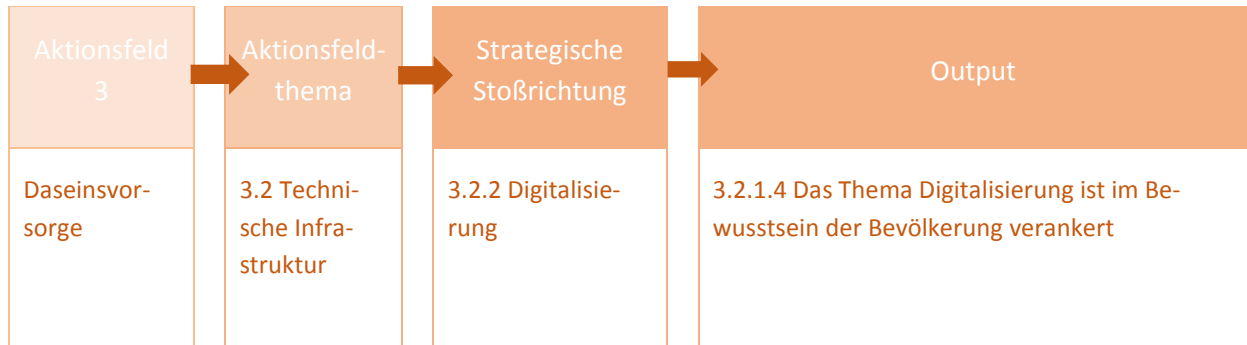 Aktionsfeld
3
Aktionsfeld-
thema
Strategische
Stoßrichtung
Output
Daseinsvor-
sorge
3.2 Techni-
sche Infra-
struktur
3.2.2 Digitalisie-
rung
3.2.1.4 Das Thema Digitalisierung ist im Be-
wusstsein der Bevölkerung verankert